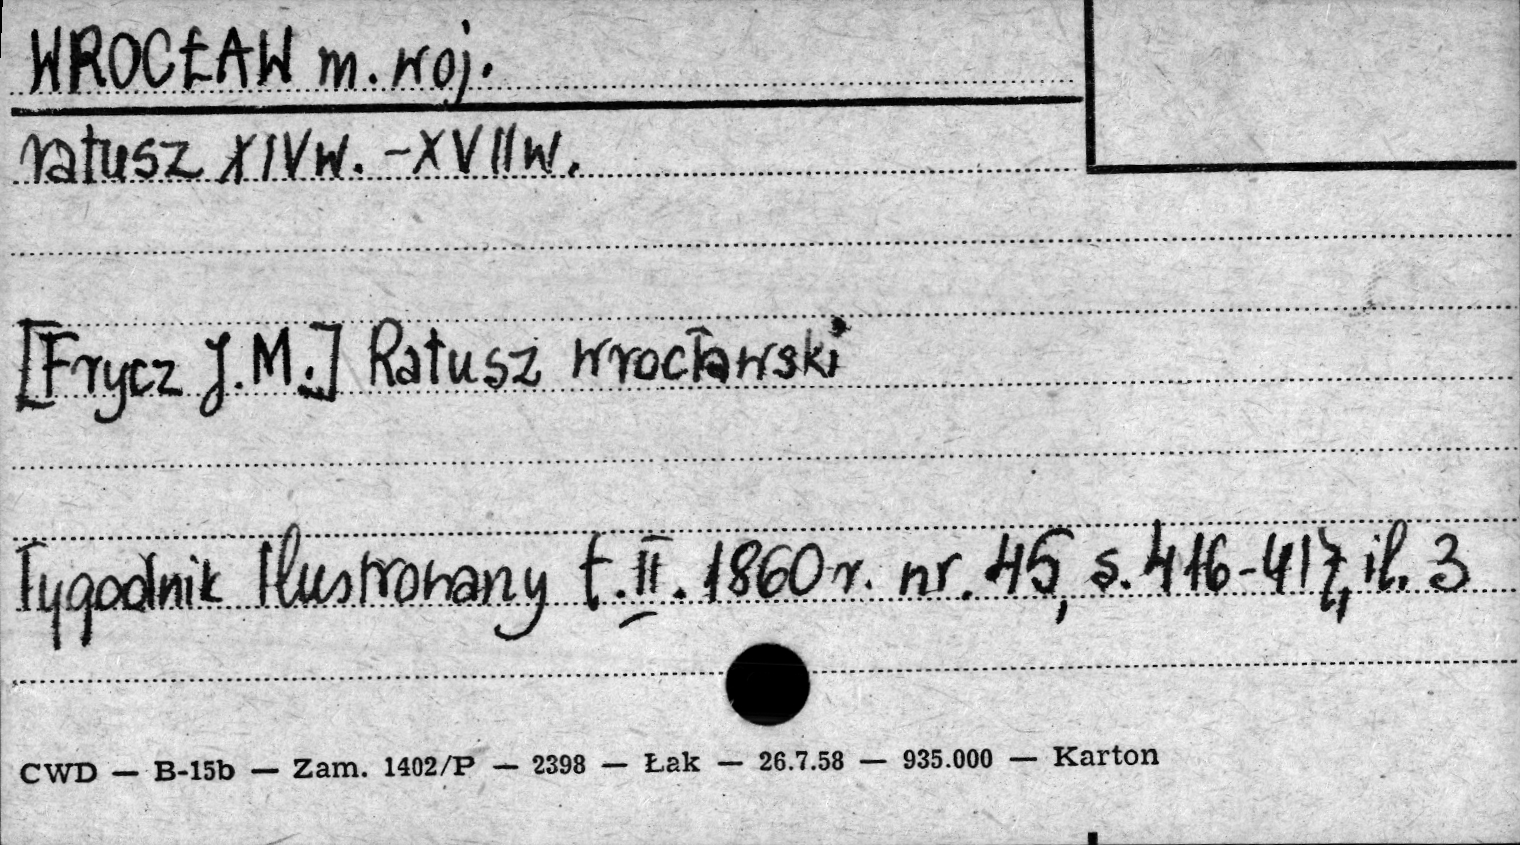 WROCŁAW m. woj.
ratusz XIVw. - XVIIw.
[Frycz J.M.] Ratusz wrocławski
Tygodnik Ilustrowany t. II. 1860 r. nr. 45, s. 416-417, il. 3
CWD — B-15b — Zam. 1402/P — 2398 — Łak — 26.7.58 — 935.000 — Karton